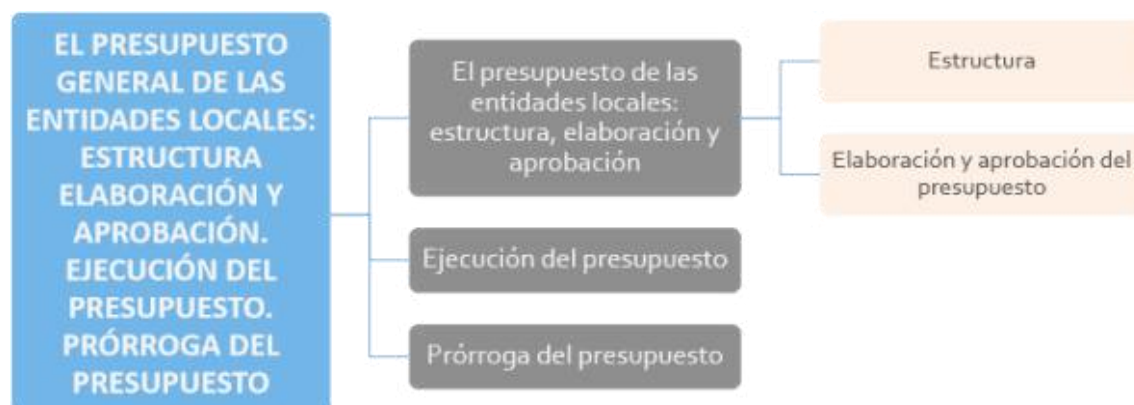 EL PRESUPUESTO
GENERAL DE LAS
ENTIDADES LOCALES:
ESTRUCTURA
ELABORACIÓN Y
APROBACIÓN.
EJECUCIÓN DEL
PRESUPUESTO.
PRÓRROGA DEL
PRESUPUESTO
El presupuesto de las
entidades locales:
estructura, elaboración y
aprobación
Estructura
Elaboración y aprobación del
presupuesto
Ejecución del presupuesto
Prórroga del presupuesto